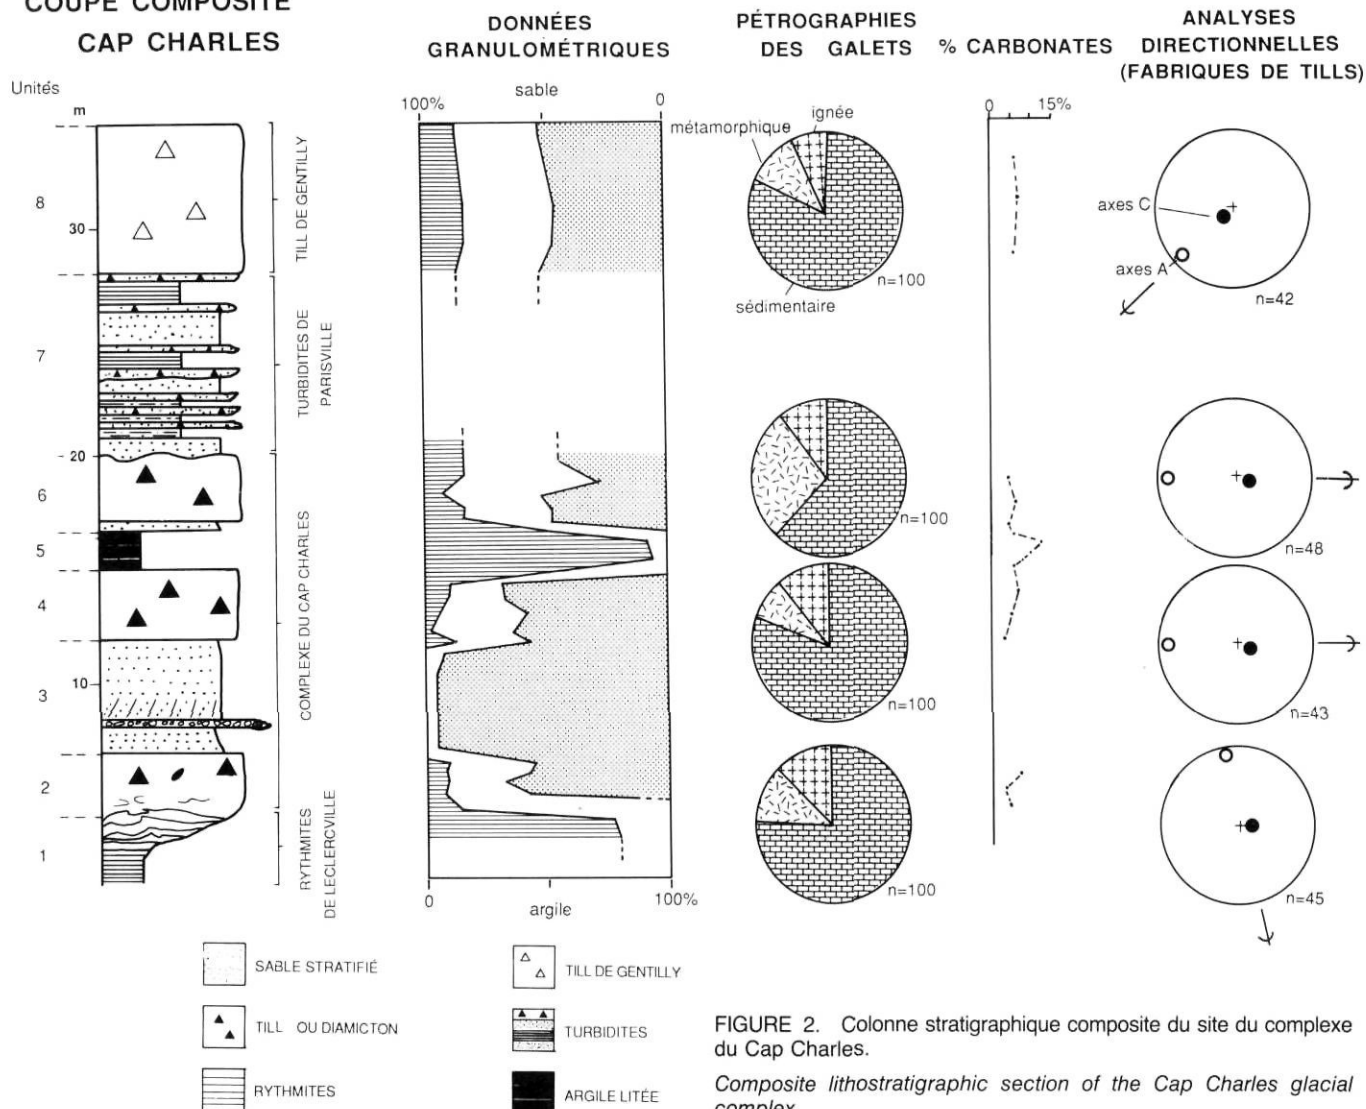 COUPE COMPOSITE
CAP CHARLES
DONNÉES
GRANULOMÉTRIQUES
PÉTROGRAPHIES
DES GALETS
% CARBONATES
ANALYSES
DIRECTIONNELLES
(FABRIQUES DE TILLS)
Unités
m
100%
sable
0
0
15%
métamorphique
ignée
sédimentaire
n=100
axes C
axes A
n=42
8
30
TILL DE GENTILLY
7
TURBIDITES DE
PARISVILLE
20
6
n=100
n=48
5
4
COMPLEXE DU CAP CHARLES
n=100
n=43
3
10
2
RYTHMITES
DE LECLERCVILLE
1
n=100
n=45
0
argile
100%
SABLE STRATIFIÉ
TILL DE GENTILLY
TILL OU DIAMICTON
TURBIDITES
RYTHMITES
ARGILE LITÉE
FIGURE 2. Colonne stratigraphique composite du site du complexe
du Cap Charles.
Composite lithostratigraphic section of the Cap Charles glacial
complex.